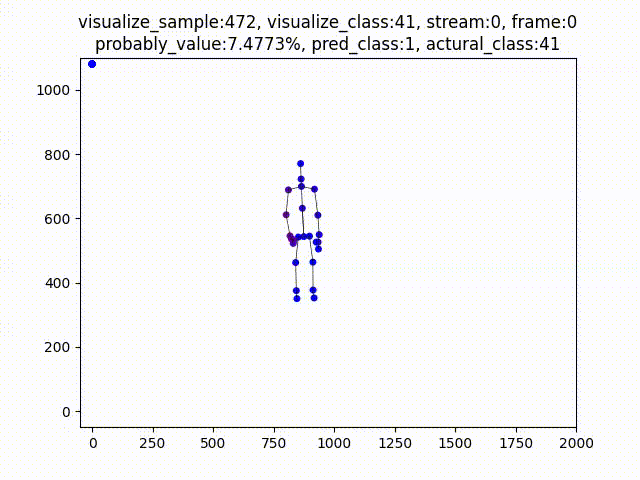 visualize_sample:472, visualize_class:41, stream:0, frame:0
probably_value:7.4773%, pred_class:1, actural_class:41
1000
800
600
400
200
0
0 250 500 750 1000 1250 1500 1750 2000